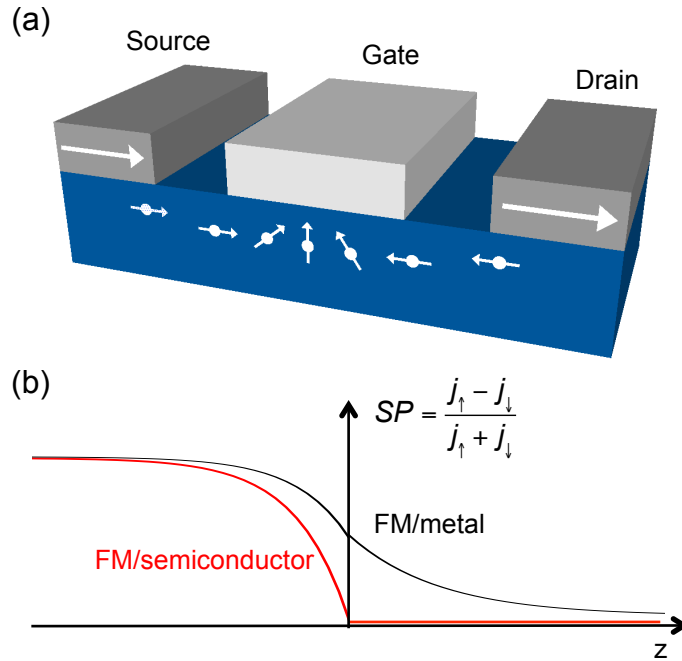 (a)
Source
Gate
Drain
(b)
SP = (j↑ − j↓) / (j↑ + j↓)
FM/metal
FM/semiconductor
z